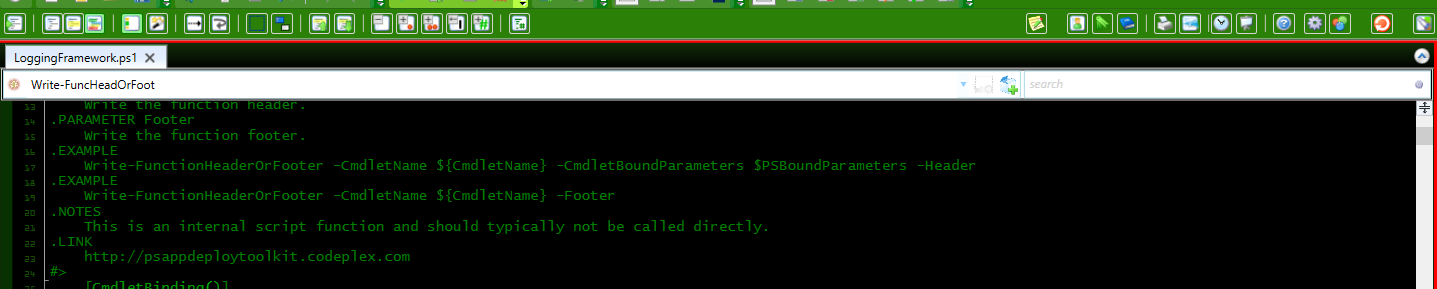 LoggingFramework.ps1
Write-FuncHeadOrFoot
search
13 Write the function header.
14 .PARAMETER Footer
15 Write the function footer.
16 .EXAMPLE
17 Write-FunctionHeaderOrFooter -CmdletName ${CmdletName} -CmdletBoundParameters $PSBoundParameters -Header
18 .EXAMPLE
19 Write-FunctionHeaderOrFooter -CmdletName ${CmdletName} -Footer
20 .NOTES
21 This is an internal script function and should typically not be called directly.
22 .LINK
23 http://psappdeploytoolkit.codeplex.com
24 #>
25 [CmdletBinding()]